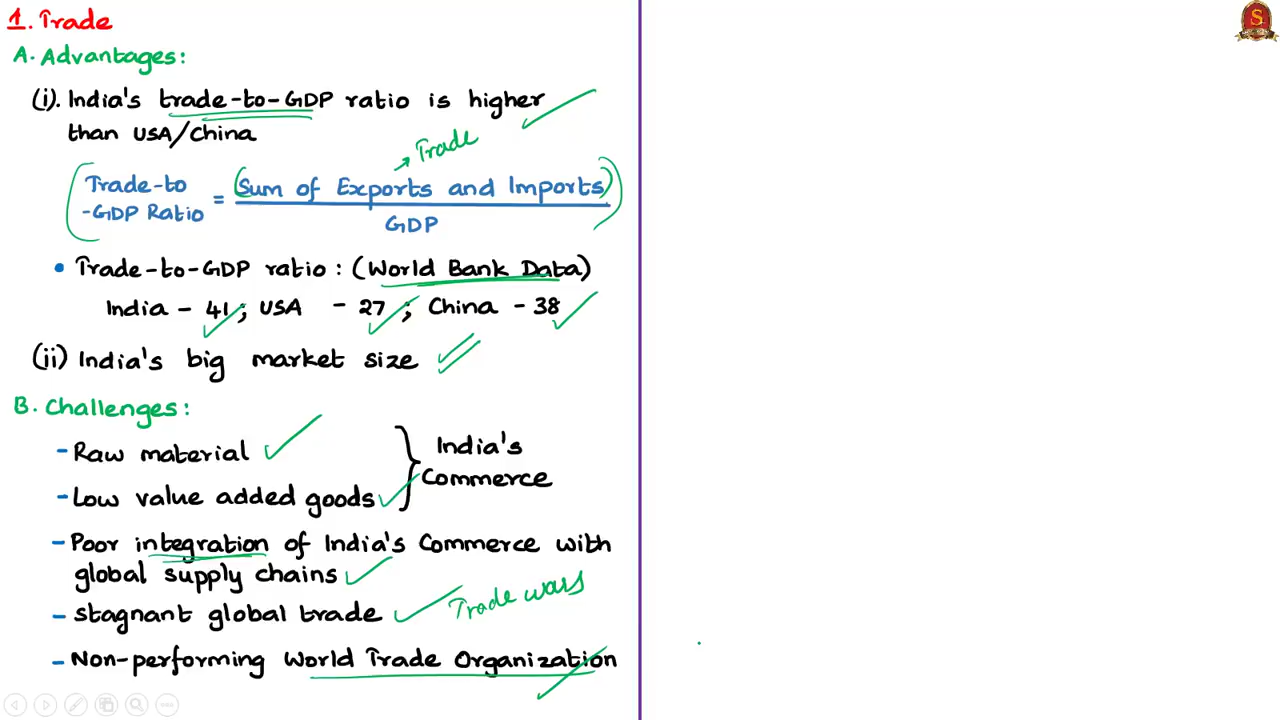 1. Trade
A. Advantages:
(i). India's trade-to-GDP ratio is higher
than USA/China
Trade
Trade-to
-GDP Ratio = Sum of Exports and Imports
GDP
• Trade-to-GDP ratio : (World Bank Data)
India - 41 ; USA - 27 ; China - 38
(ii) India's big market size
B. Challenges:
- Raw material
- Low value added goods
India's
Commerce
- Poor integration of India's Commerce with
global supply chains
- stagnant global trade
Trade wars
- Non-performing World Trade Organization
S